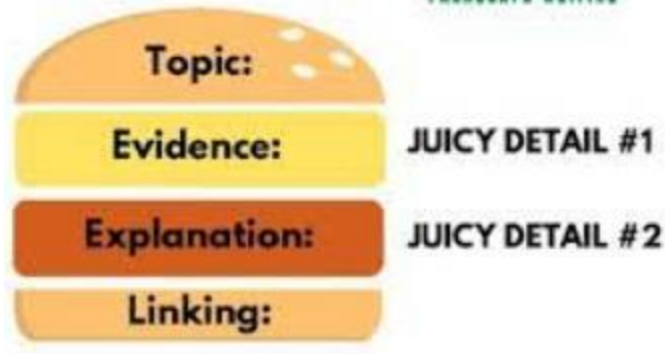 Topic:
Evidence: JUICY DETAIL #1
Explanation: JUICY DETAIL #2
Linking: